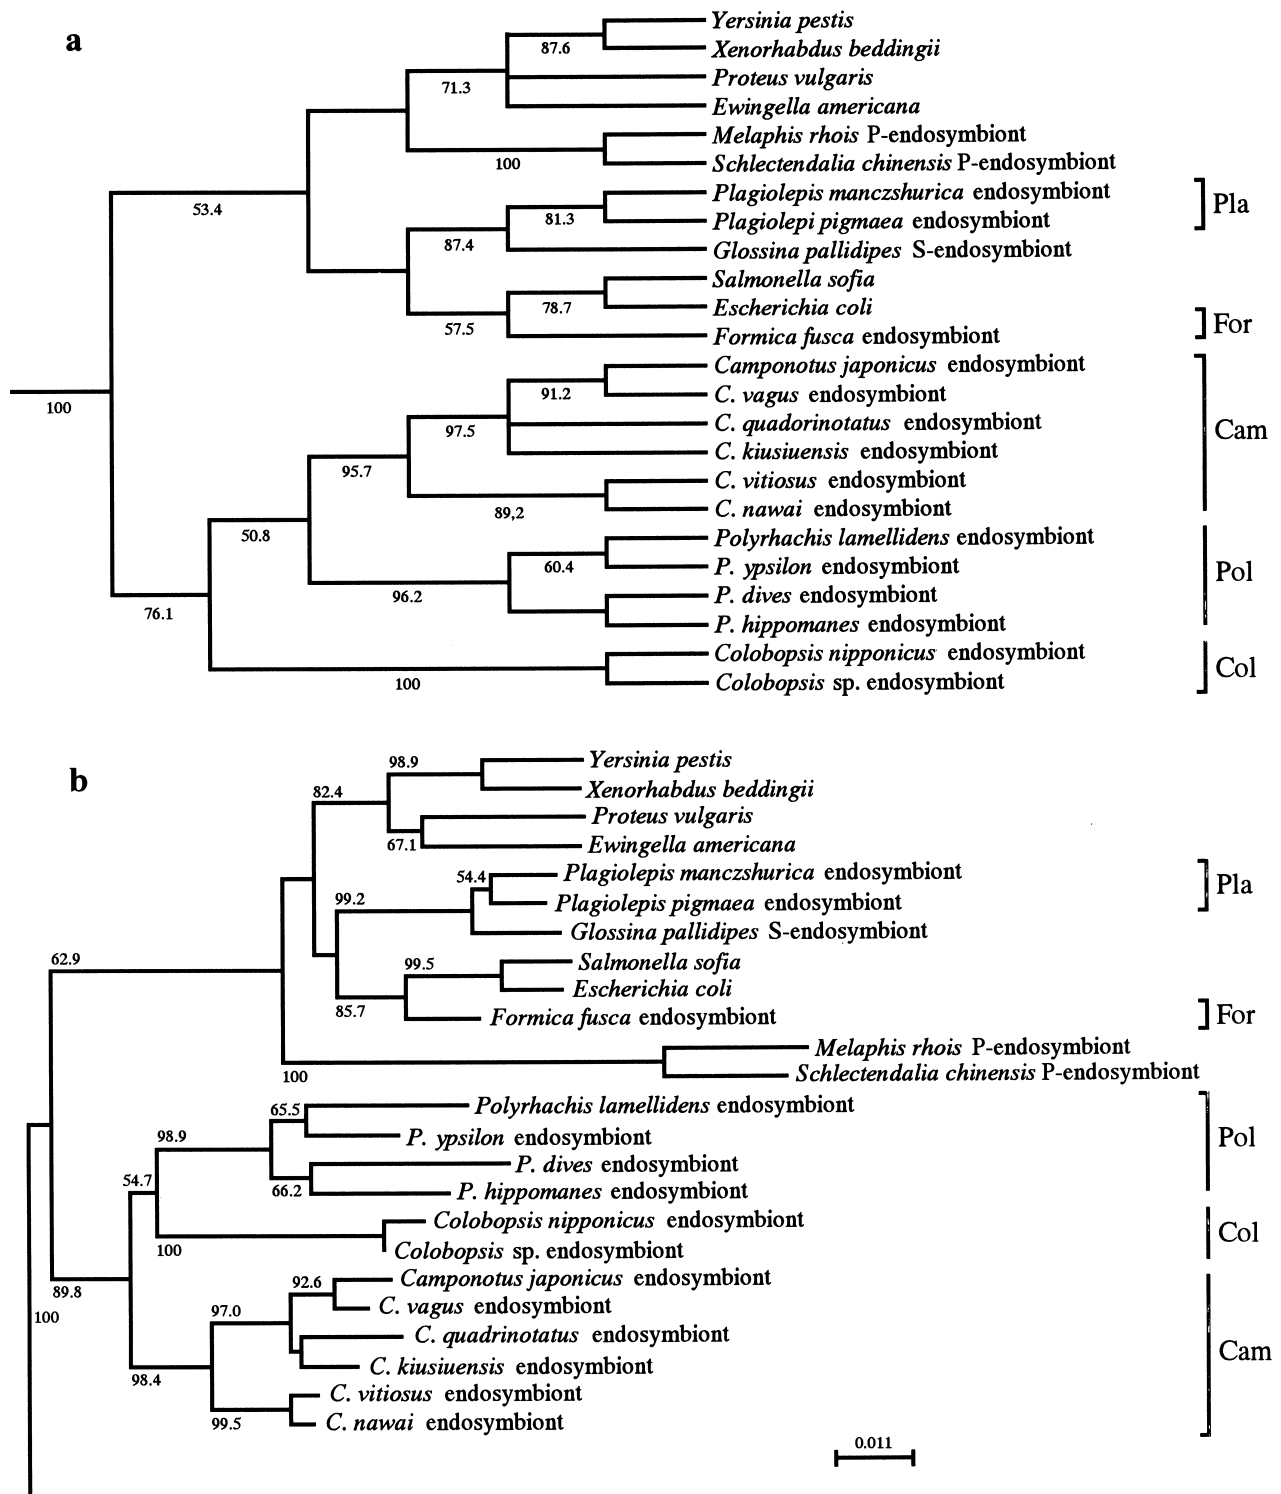 a
Yersinia pestis
87.6
Xenorhabdus beddingii
71.3
Proteus vulgaris
Ewingella americana
Melaphis rhois P-endosymbiont
100
Schlectendalia chinensis P-endosymbiont
53.4
Plagiolepis manczshurica endosymbiont
Pla
81.3
Plagiolepi pigmaea endosymbiont
87.4
Glossina pallidipes S-endosymbiont
Salmonella sofia
78.7
Escherichia coli
57.5
For
Formica fusca endosymbiont
Camponotus japonicus endosymbiont
100
91.2
C. vagus endosymbiont
97.5
C. quadorinotatus endosymbiont
Cam
C. kiusiuensis endosymbiont
95.7
C. vitiosus endosymbiont
89,2
C. nawai endosymbiont
50.8
Polyrhachis lamellidens endosymbiont
60.4
P. ypsilon endosymbiont
Pol
96.2
P. dives endosymbiont
76.1
P. hippomanes endosymbiont
Colobopsis nipponicus endosymbiont
Col
100
Colobopsis sp. endosymbiont
b
98.9
Yersinia pestis
82.4
Xenorhabdus beddingii
Proteus vulgaris
67.1
Ewingella americana
54.4
Plagiolepis manczshurica endosymbiont
Pla
99.2
Plagiolepis pigmaea endosymbiont
Glossina pallidipes S-endosymbiont
62.9
99.5
Salmonella sofia
Escherichia coli
85.7
Formica fusca endosymbiont
For
Melaphis rhois P-endosymbiont
100
Schlectendalia chinensis P-endosymbiont
65.5
Polyrhachis lamellidens endosymbiont
98.9
P. ypsilon endosymbiont
Pol
54.7
P. dives endosymbiont
66.2
P. hippomanes endosymbiont
Colobopsis nipponicus endosymbiont
Col
100
Colobopsis sp. endosymbiont
89.8
92.6
Camponotus japonicus endosymbiont
100
97.0
C. vagus endosymbiont
C. quadrinotatus endosymbiont
Cam
98.4
C. kiusiuensis endosymbiont
C. vitiosus endosymbiont
99.5
C. nawai endosymbiont
0.011